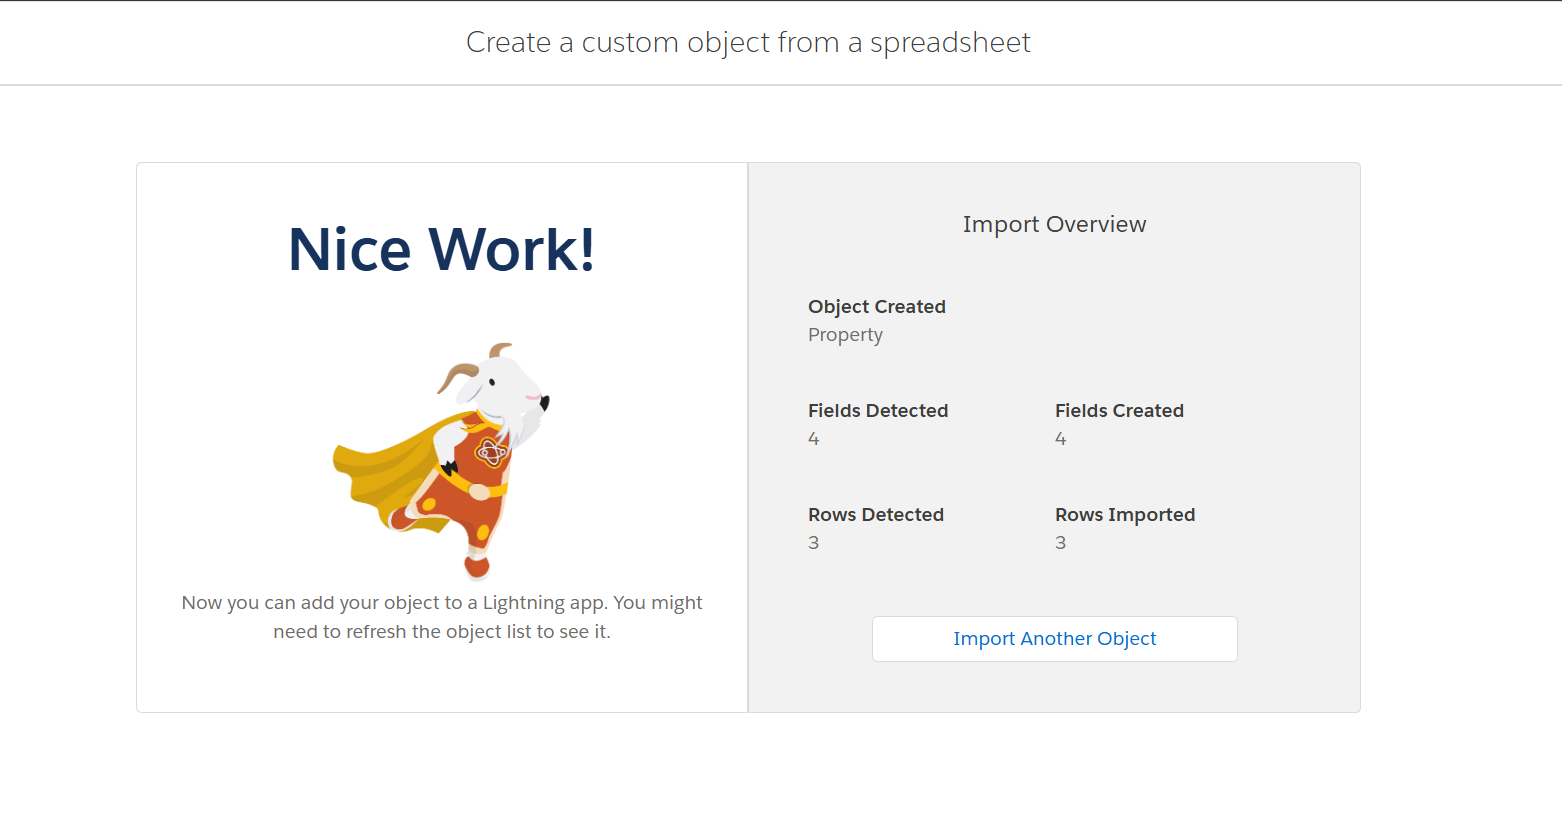 Create a custom object from a spreadsheet
Nice Work!
Now you can add your object to a Lightning app. You might
need to refresh the object list to see it.
Import Overview
Object Created
Property
Fields Detected
4
Fields Created
4
Rows Detected
3
Rows Imported
3
Import Another Object